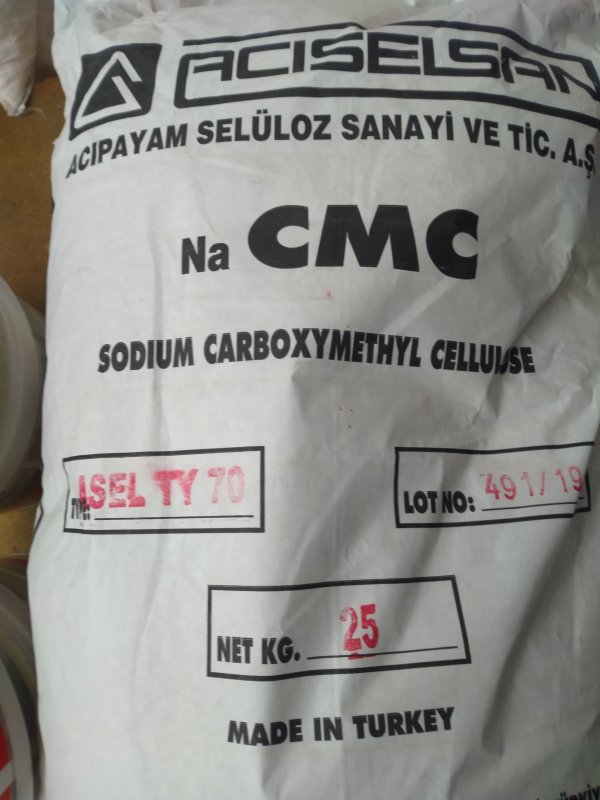 ACISELSAN
ACIPAYAM SELÜLOZ SANAYİ VE TİC. A.Ş.
Na CMC
SODIUM CARBOXYMETHYL CELLULOSE
TYPE: ASEL TY 70
LOT NO: 491/19
NET KG. 25
MADE IN TURKEY